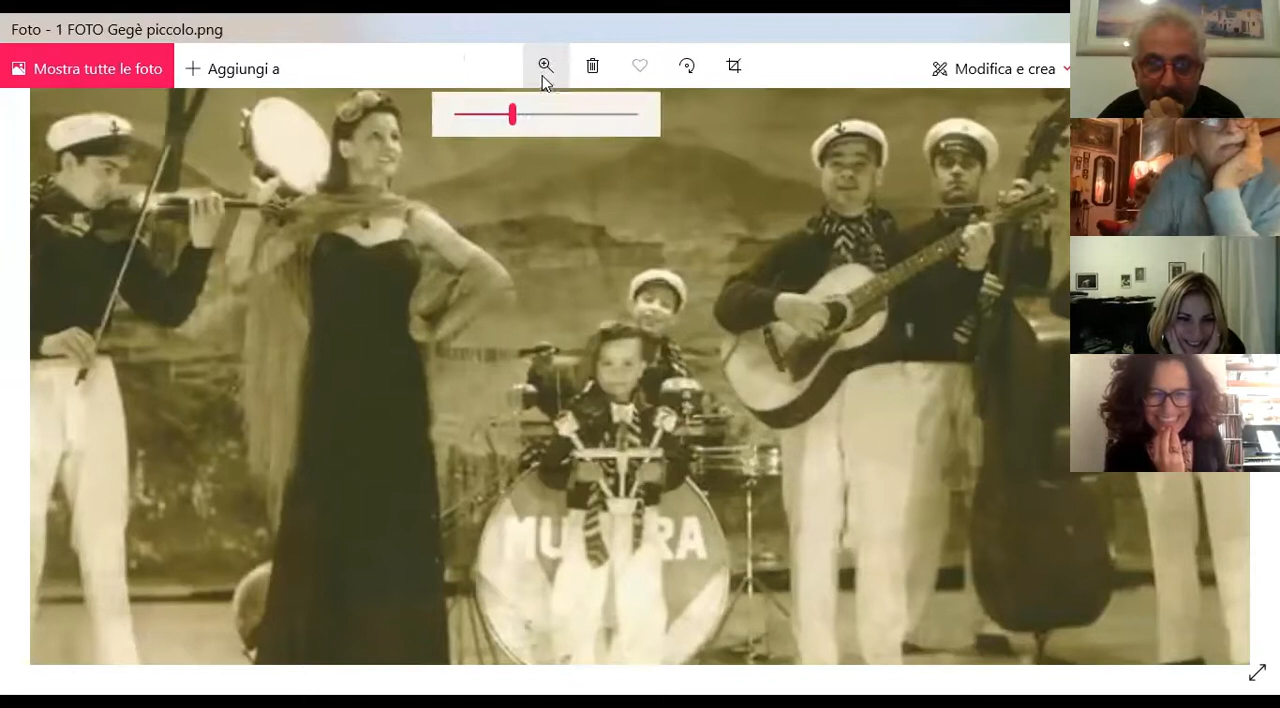 Foto - 1 FOTO Gegè piccolo.png
Mostra tutte le foto
Aggiungi a
Modifica e crea